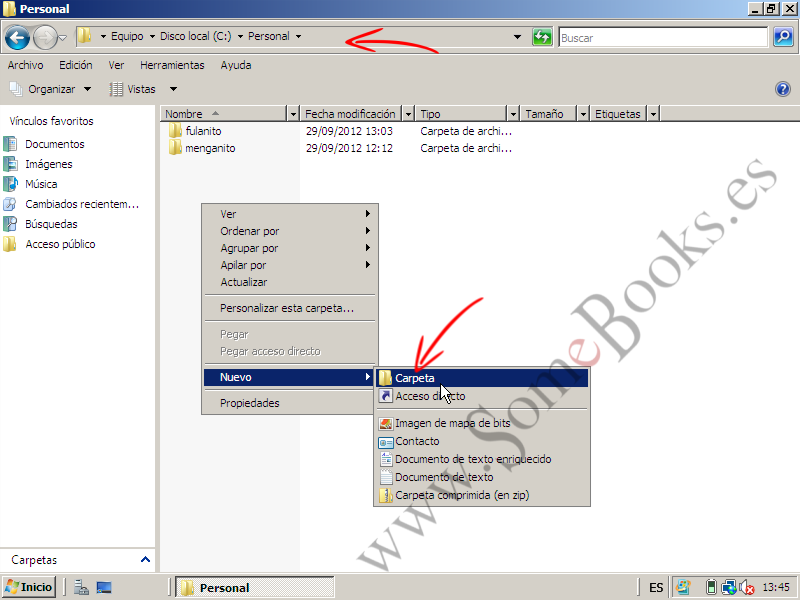 Personal
Equipo Disco local (C:) Personal
Buscar
Archivo Edición Ver Herramientas Ayuda
Organizar Vistas
Vínculos favoritos
Documentos
Imágenes
Música
Cambiados recientem...
Búsquedas
Acceso público
Nombre Fecha modificación Tipo Tamaño Etiquetas
fulanito 29/09/2012 13:03 Carpeta de archi...
menganito 29/09/2012 12:12 Carpeta de archi...
Ver
Ordenar por
Agrupar por
Apilar por
Actualizar
Personalizar esta carpeta...
Pegar
Pegar acceso directo
Nuevo
Propiedades
Carpeta
Acceso directo
Imagen de mapa de bits
Contacto
Documento de texto enriquecido
Documento de texto
Carpeta comprimida (en zip)
www.SomeBooks.es
Carpetas
Inicio
Personal
ES
13:45